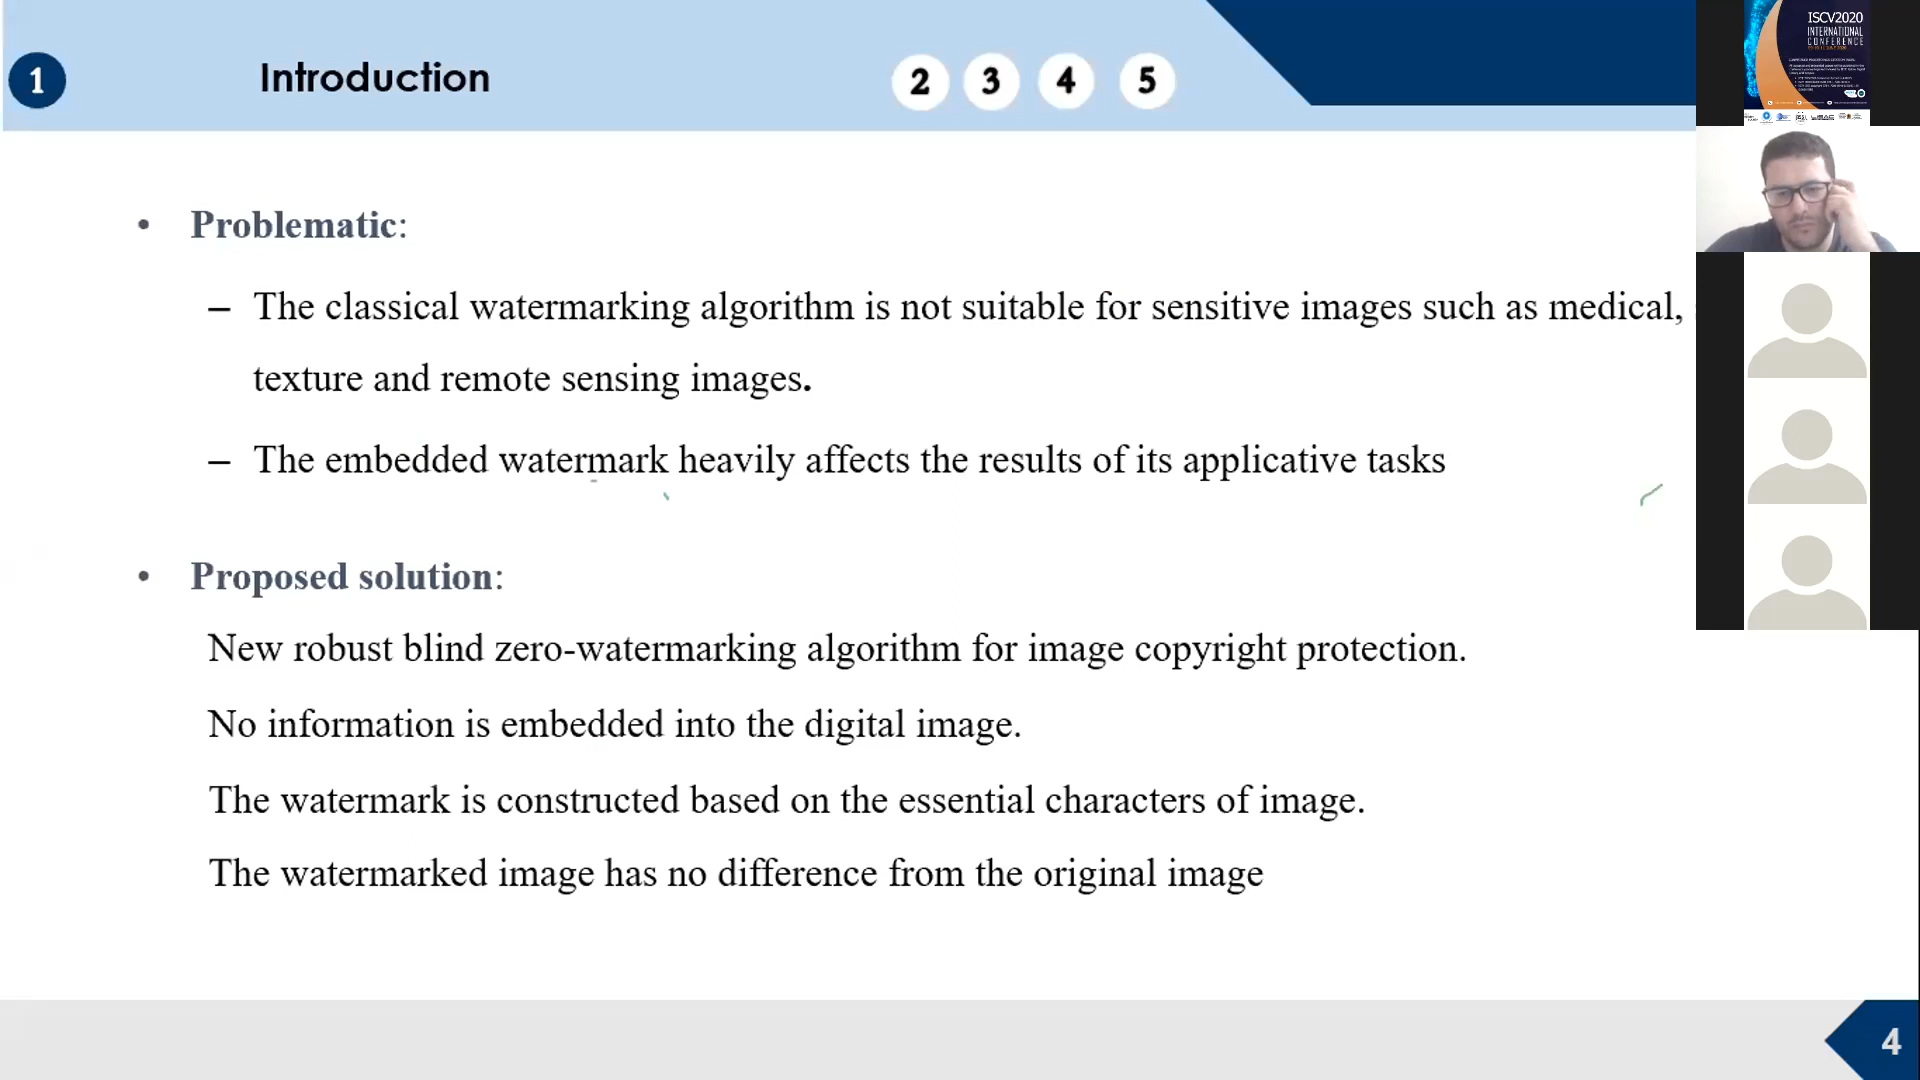 1
Introduction
2 3 4 5
ISCV2020
INTERNATIONAL
CONFERENCE
• Problematic:
– The classical watermarking algorithm is not suitable for sensitive images such as medical,
texture and remote sensing images.
– The embedded watermark heavily affects the results of its applicative tasks
• Proposed solution:
New robust blind zero-watermarking algorithm for image copyright protection.
No information is embedded into the digital image.
The watermark is constructed based on the essential characters of image.
The watermarked image has no difference from the original image
4